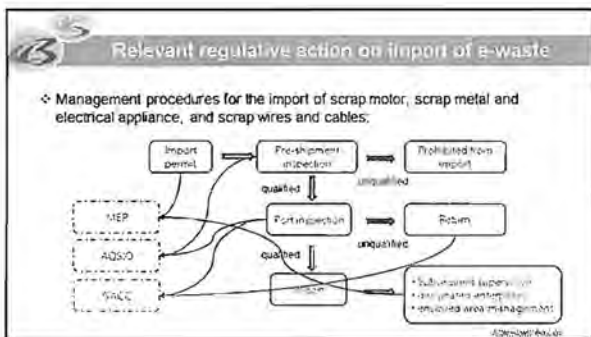 Relevant regulative action on import of e-waste
❖ Management procedures for the import of scrap motor, scrap metal and
electrical appliance, and scrap wires and cables;
Import
permit
Pre-shipment
inspection
Prohibited from
import
qualified
unqualified
MEP
Port inspection
Return
AQSIQ
qualified
unqualified
GACC
• Subsequent supervision
• designated enterprises
• enclosed area management